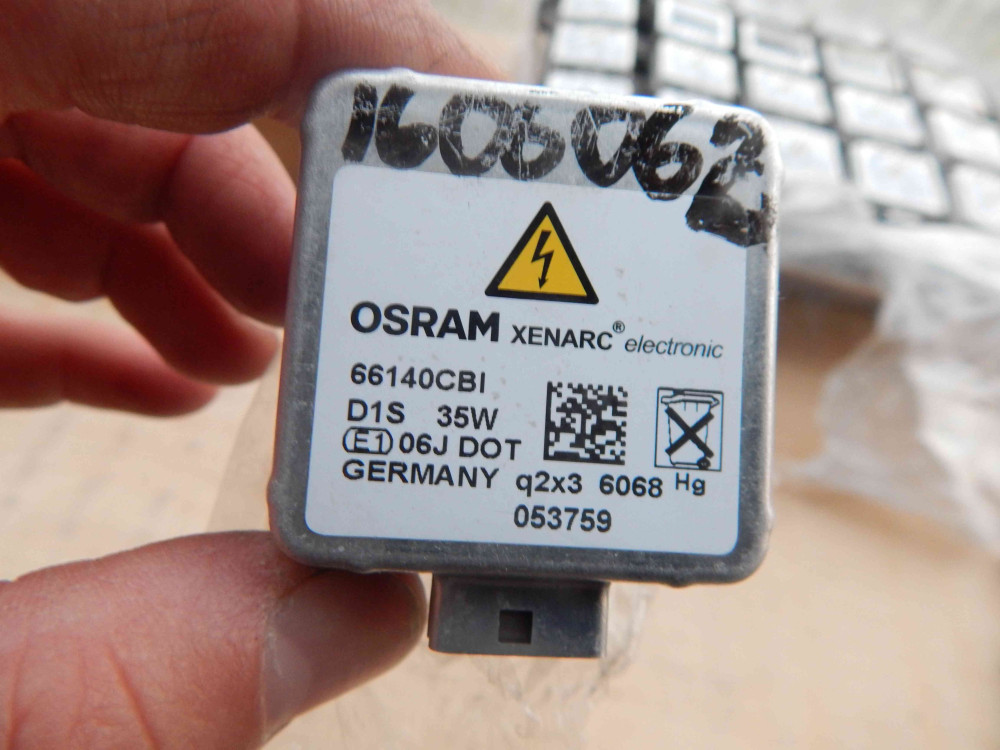 1606062
OSRAM XENARC® electronic
66140CBI
D1S 35W
E1 06J DOT
GERMANY q2x3 6068 Hg
053759